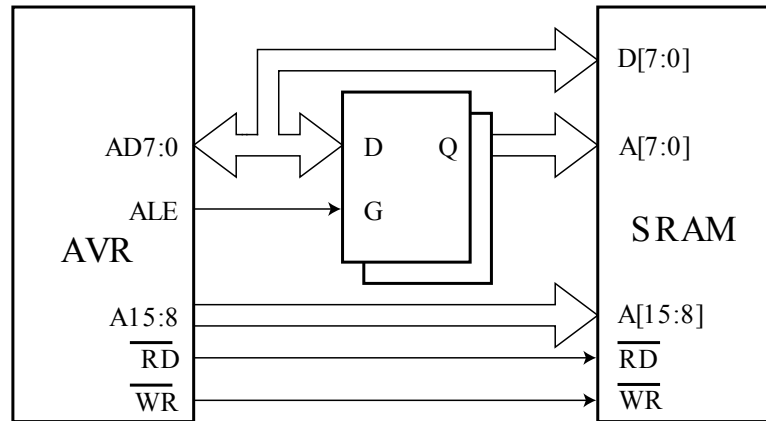 D[7:0]
AD7:0
D
Q
A[7:0]
ALE
G
AVR
SRAM
A15:8
A[15:8]
RD
RD
WR
WR